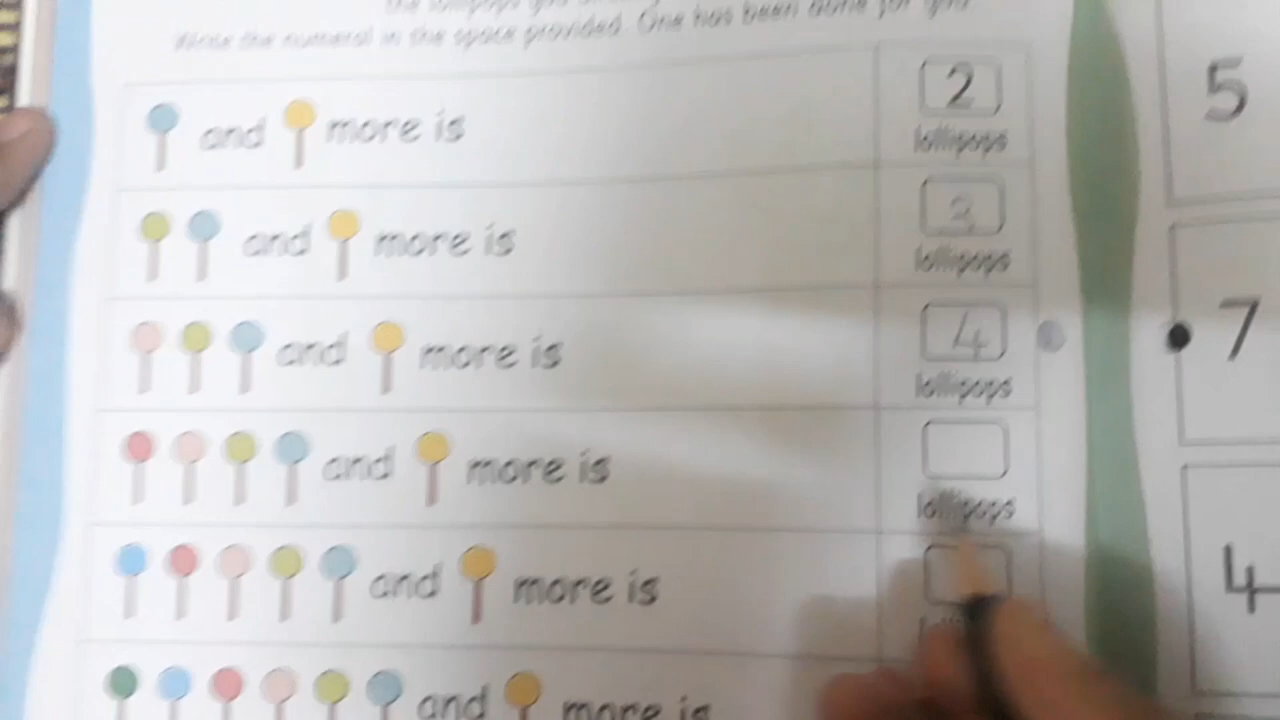 the lollipops
Write the numeral in the space provided. One has been done for you
and more is 2
lollipops
and more is 3
lollipops
and more is 4
lollipops
and more is
lollipops
and more is
and more is
5
7
4